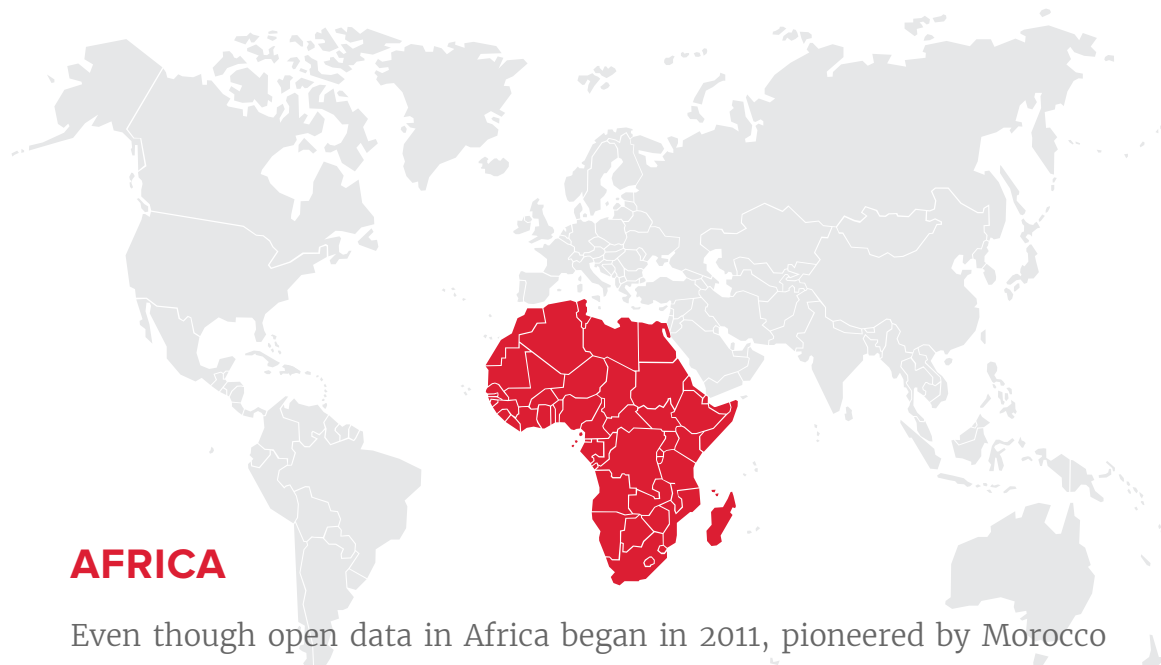 AFRICA
Even though open data in Africa began in 2011, pioneered by Morocco